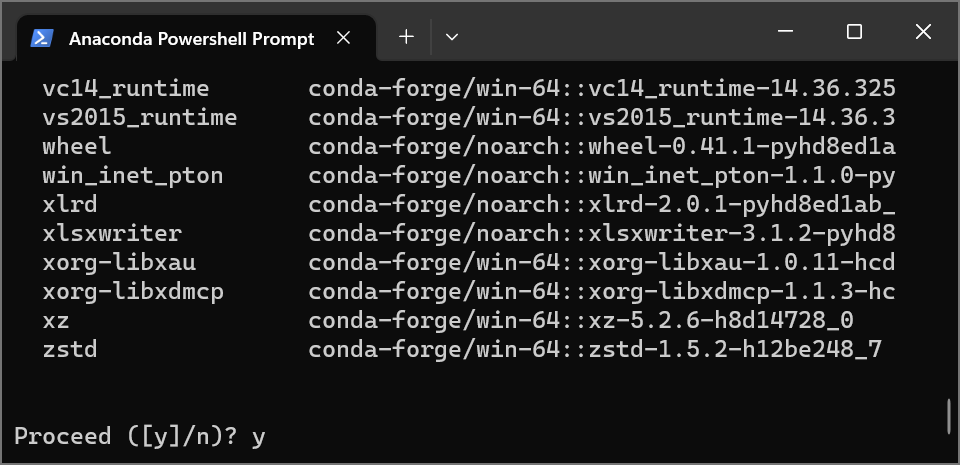 Anaconda Powershell Prompt
vc14_runtime conda-forge/win-64::vc14_runtime-14.36.325
vs2015_runtime conda-forge/win-64::vs2015_runtime-14.36.3
wheel conda-forge/noarch::wheel-0.41.1-pyhd8ed1a
win_inet_pton conda-forge/noarch::win_inet_pton-1.1.0-py
xlrd conda-forge/noarch::xlrd-2.0.1-pyhd8ed1ab_
xlsxwriter conda-forge/noarch::xlsxwriter-3.1.2-pyhd8
xorg-libxau conda-forge/win-64::xorg-libxau-1.0.11-hcd
xorg-libxdmcp conda-forge/win-64::xorg-libxdmcp-1.1.3-hc
xz conda-forge/win-64::xz-5.2.6-h8d14728_0
zstd conda-forge/win-64::zstd-1.5.2-h12be248_7
Proceed ([y]/n)? y